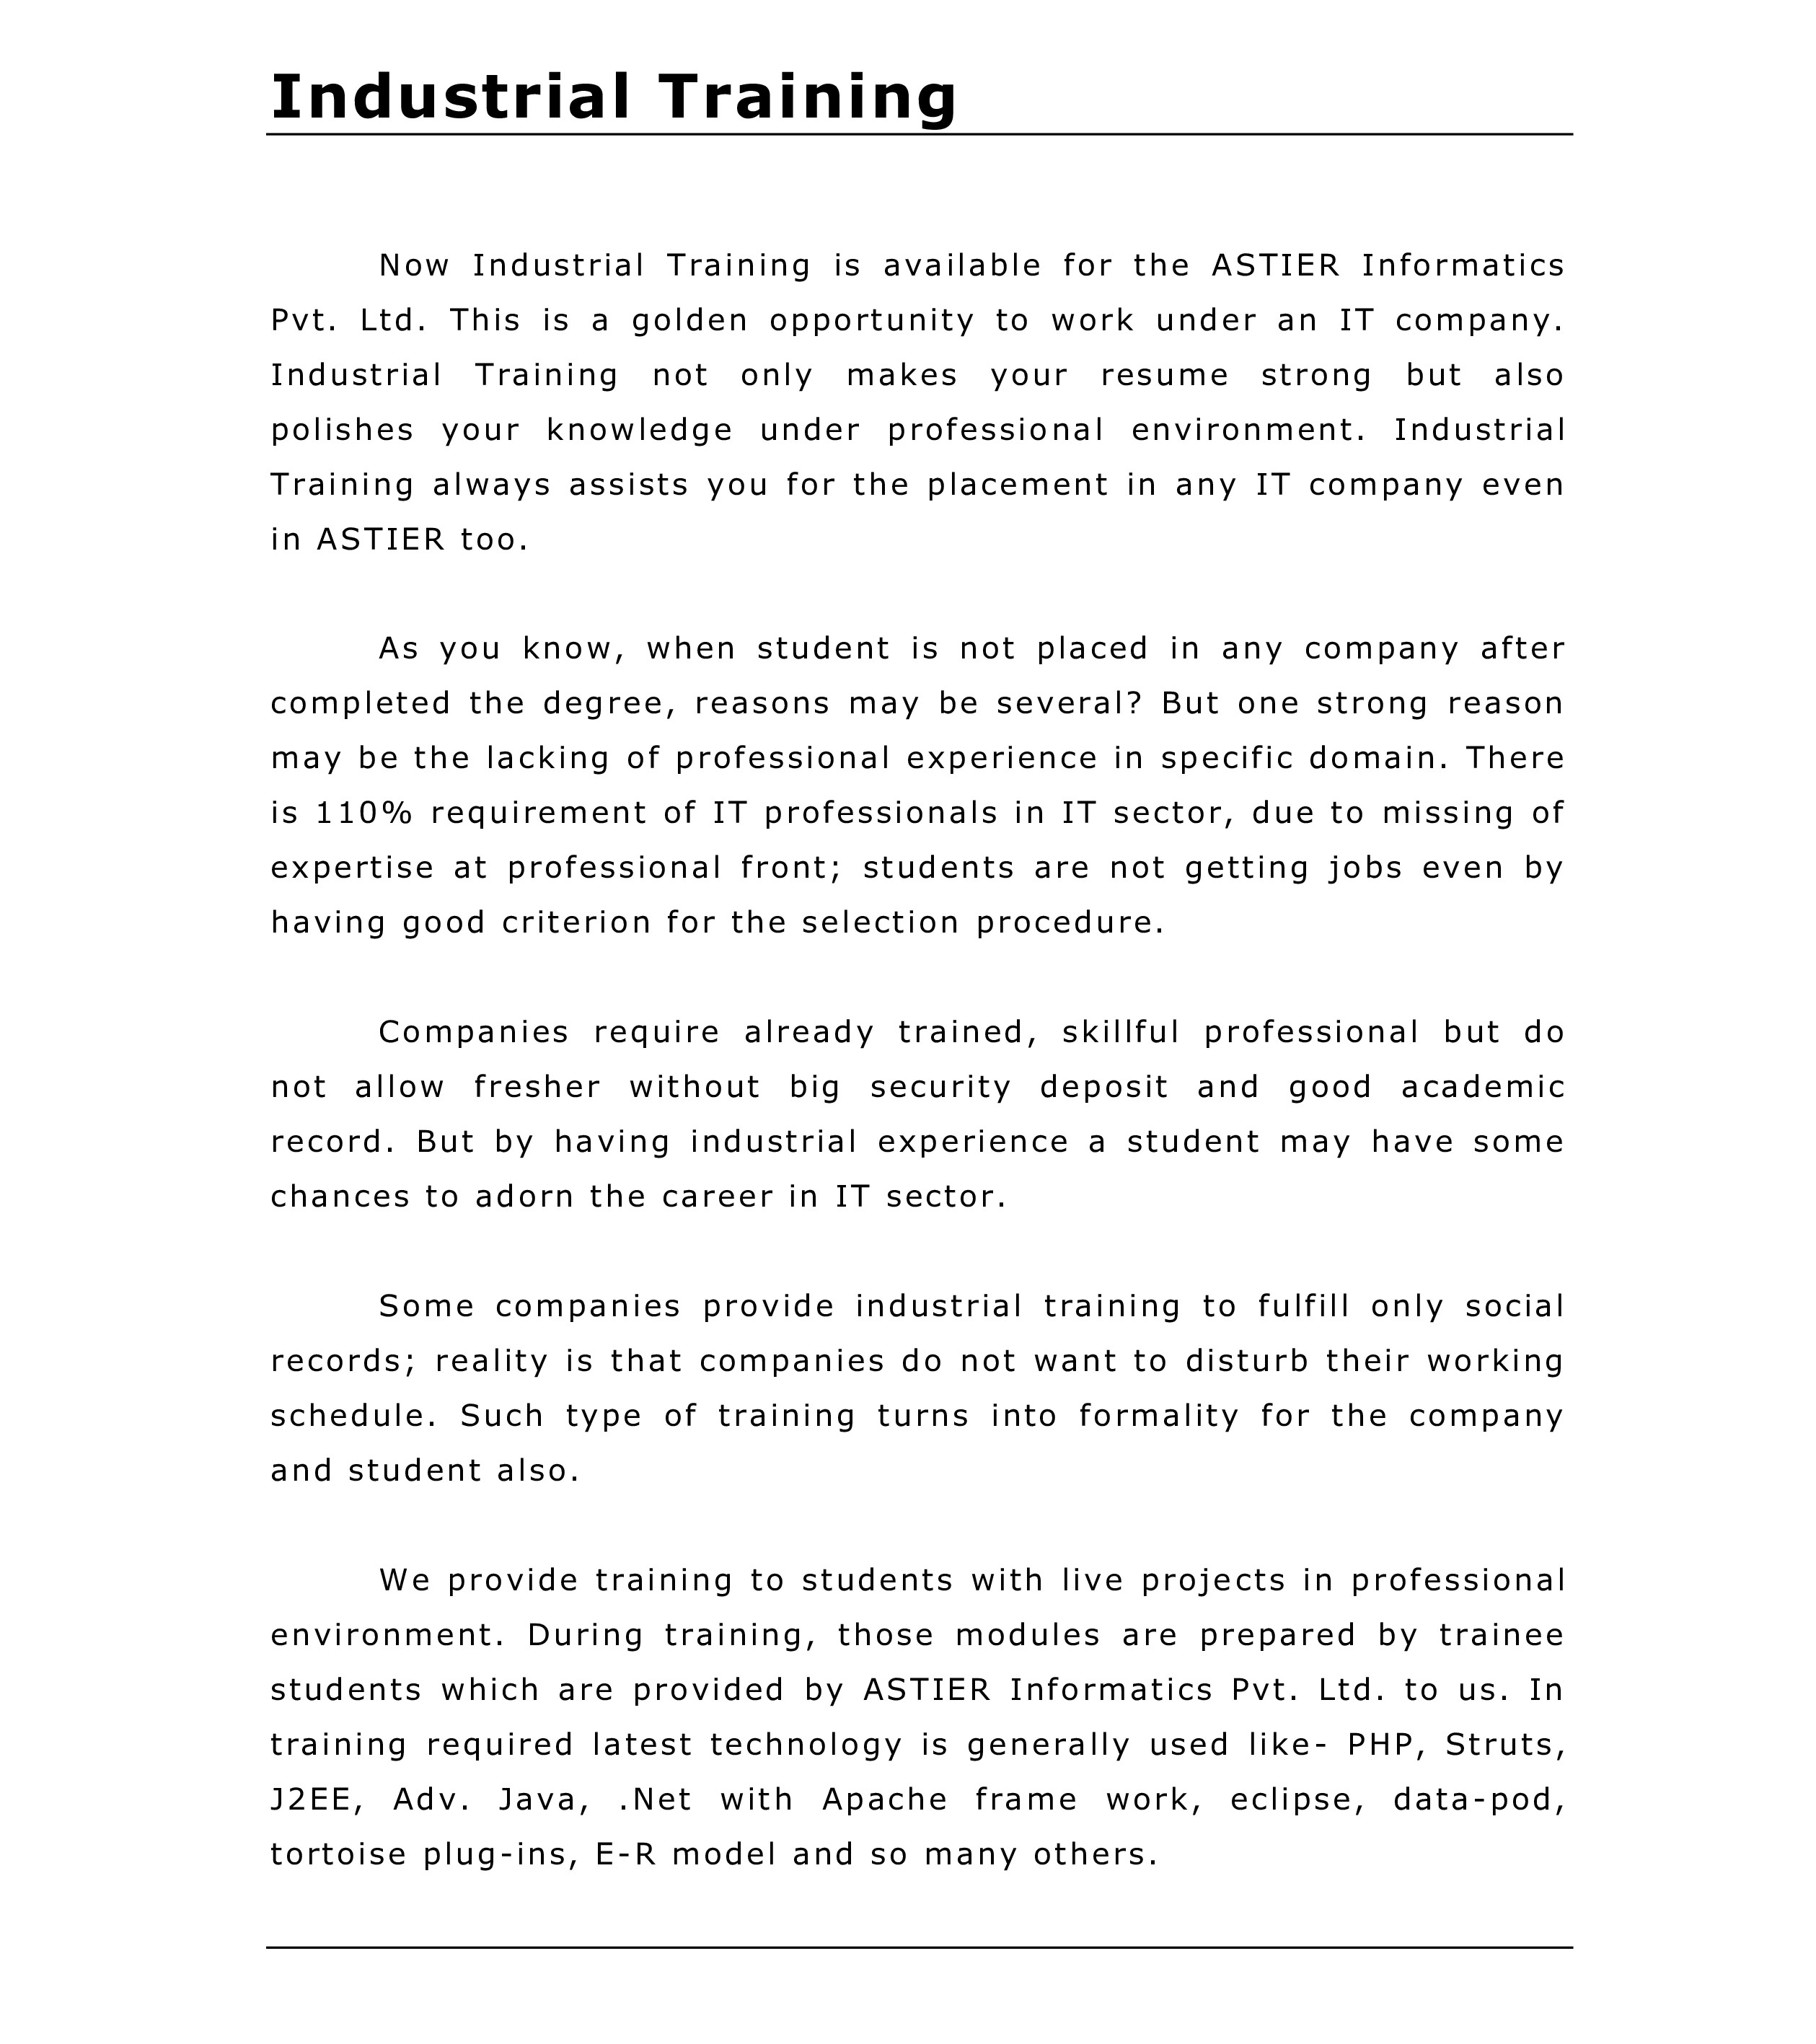 Industrial Training
Now Industrial Training is available for the ASTIER Informatics
Pvt. Ltd. This is a golden opportunity to work under an IT company.
Industrial Training not only makes your resume strong but also
polishes your knowledge under professional environment. Industrial
Training always assists you for the placement in any IT company even
in ASTIER too.
As you know, when student is not placed in any company after
completed the degree, reasons may be several? But one strong reason
may be the lacking of professional experience in specific domain. There
is 110% requirement of IT professionals in IT sector, due to missing of
expertise at professional front; students are not getting jobs even by
having good criterion for the selection procedure.
Companies require already trained, skillful professional but do
not allow fresher without big security deposit and good academic
record. But by having industrial experience a student may have some
chances to adorn the career in IT sector.
Some companies provide industrial training to fulfill only social
records; reality is that companies do not want to disturb their working
schedule. Such type of training turns into formality for the company
and student also.
We provide training to students with live projects in professional
environment. During training, those modules are prepared by trainee
students which are provided by ASTIER Informatics Pvt. Ltd. to us. In
training required latest technology is generally used like- PHP, Struts,
J2EE, Adv. Java, .Net with Apache frame work, eclipse, data-pod,
tortoise plug-ins, E-R model and so many others.